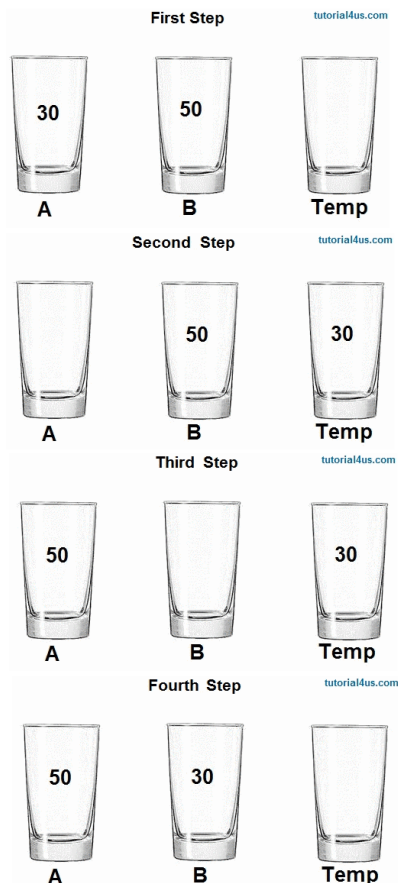 First Step tutorial4us.com
30 50
A B Temp
Second Step tutorial4us.com
50 30
A B Temp
Third Step tutorial4us.com
50 30
A B Temp
Fourth Step tutorial4us.com
50 30
A B Temp